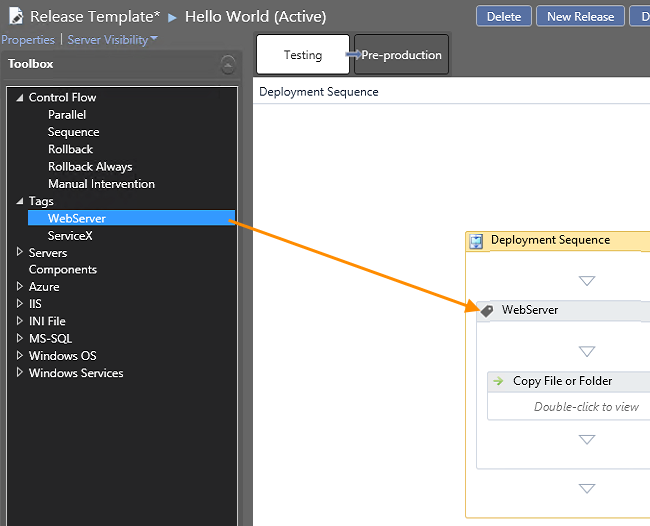 Release Template* ▸ Hello World (Active)
Delete
New Release
D
Properties | Server Visibility
Toolbox
Testing
Pre-production
Deployment Sequence
Control Flow
Parallel
Sequence
Rollback
Rollback Always
Manual Intervention
Tags
WebServer
ServiceX
Servers
Components
Azure
IIS
INI File
MS-SQL
Windows OS
Windows Services
Deployment Sequence
WebServer
Copy File or Folder
Double-click to view